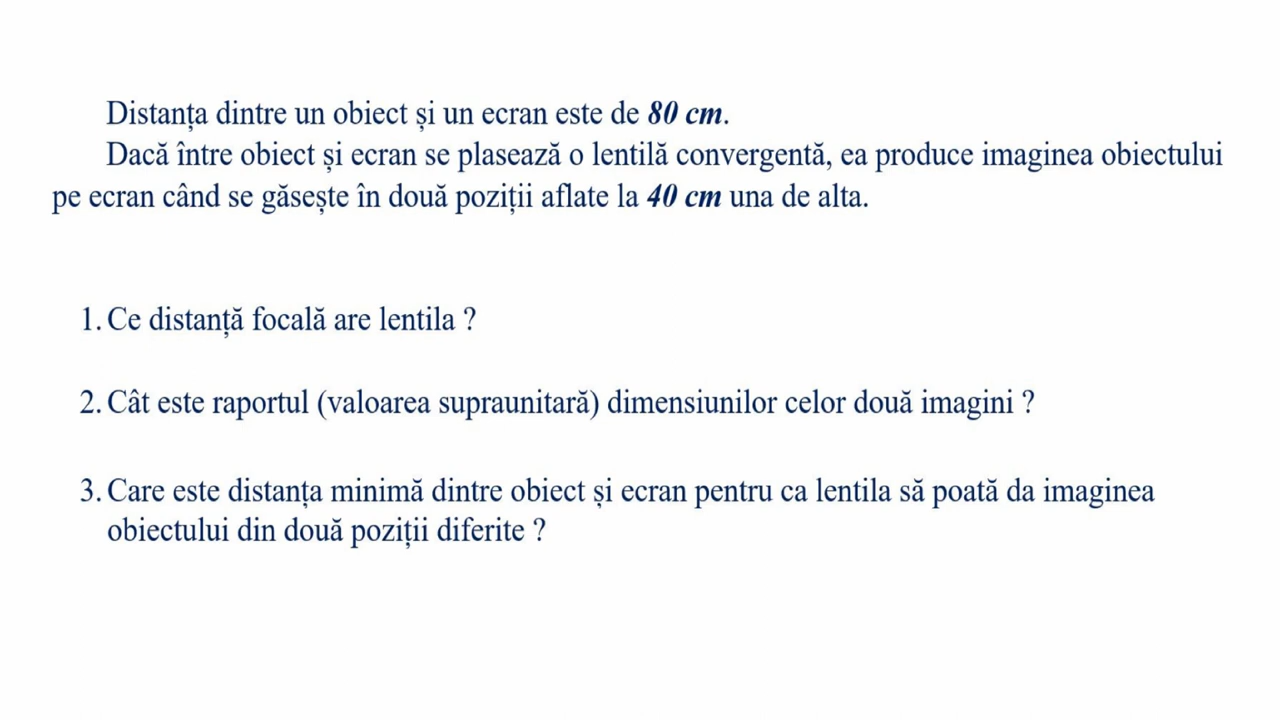 Distanța dintre un obiect și un ecran este de 80 cm.
Dacă între obiect și ecran se plasează o lentilă convergentă, ea produce imaginea obiectului
pe ecran când se găsește în două poziții aflate la 40 cm una de alta.
1. Ce distanță focală are lentila ?
2. Cât este raportul (valoarea supraunitară) dimensiunilor celor două imagini ?
3. Care este distanța minimă dintre obiect și ecran pentru ca lentila să poată da imaginea
obiectului din două poziții diferite ?